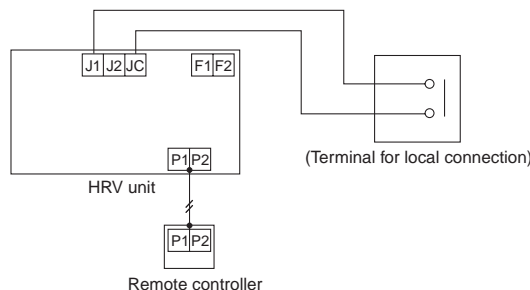 J1 J2 JC
F1 F2
(Terminal for local connection)
P1 P2
HRV unit
P1 P2
Remote controller